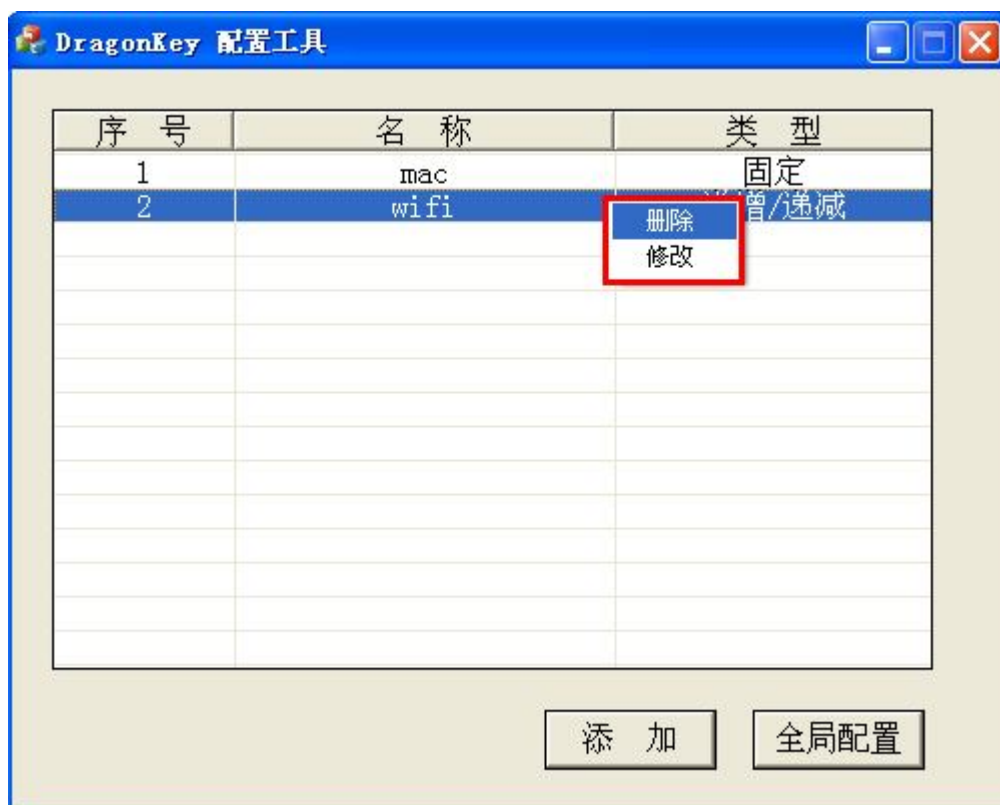 DragonKey 配置工具
序 号 名 称 类 型
1 mac 固定
2 wifi 增/递减
删除
修改
添 加 全局配置